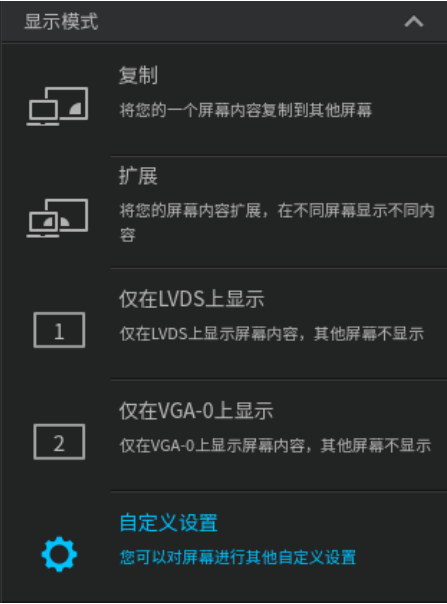 显示模式
复制
将您的一个屏幕内容复制到其他屏幕
扩展
将您的屏幕内容扩展，在不同屏幕显示不同内
容
仅在LVDS上显示
1
仅在LVDS上显示屏幕内容，其他屏幕不显示
仅在VGA-0上显示
2
仅在VGA-0上显示屏幕内容，其他屏幕不显示
自定义设置
您可以对屏幕进行其他自定义设置